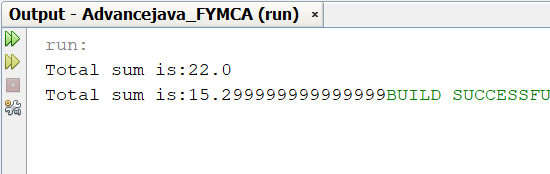 Output - Advancejava_FYMCA (run) ×
run:
Total sum is:22.0
Total sum is:15.299999999999999BUILD SUCCESSFU